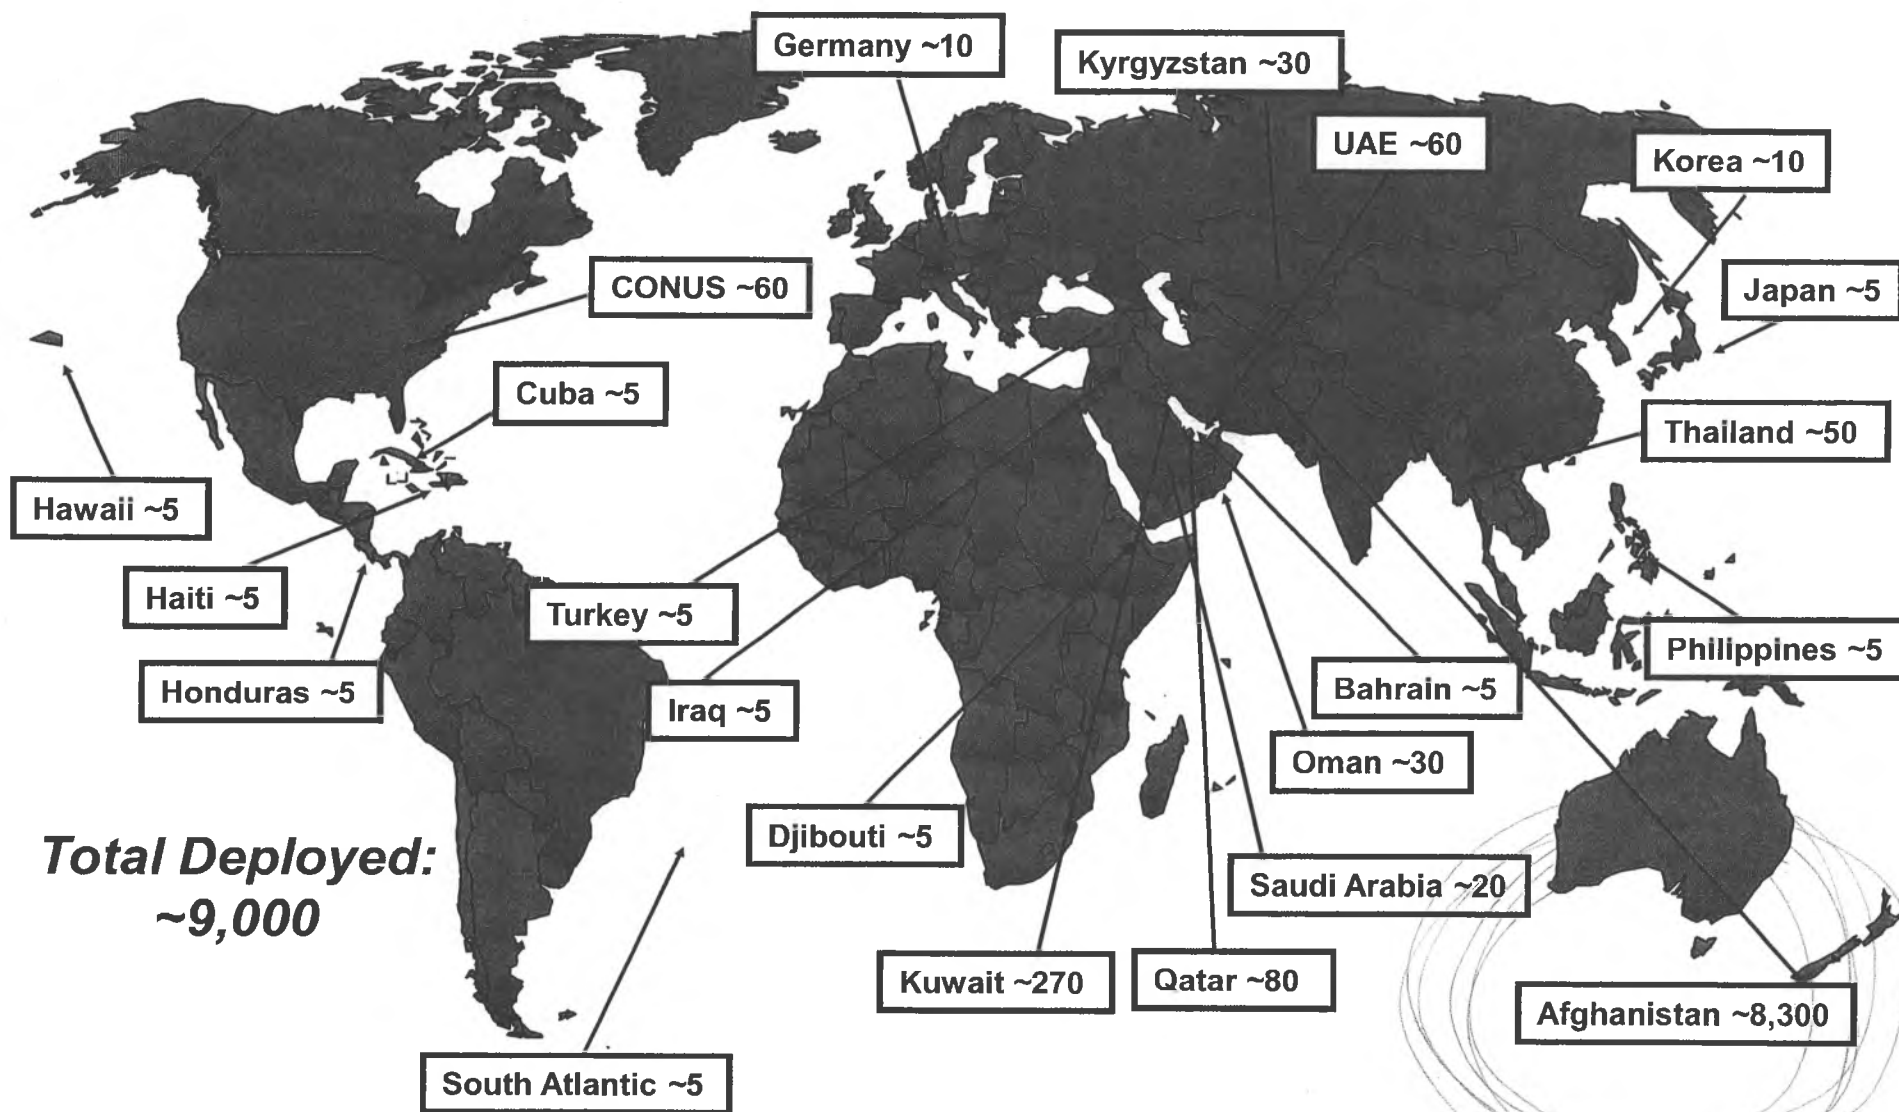 Germany ~10
Kyrgyzstan ~30
UAE ~60
Korea ~10
CONUS ~60
Japan ~5
Cuba ~5
Thailand ~50
Hawaii ~5
Haiti ~5
Turkey ~5
Philippines ~5
Honduras ~5
Iraq ~5
Bahrain ~5
Oman ~30
Djibouti ~5
Total Deployed:
~9,000
Saudi Arabia ~20
Kuwait ~270
Qatar ~80
Afghanistan ~8,300
South Atlantic ~5